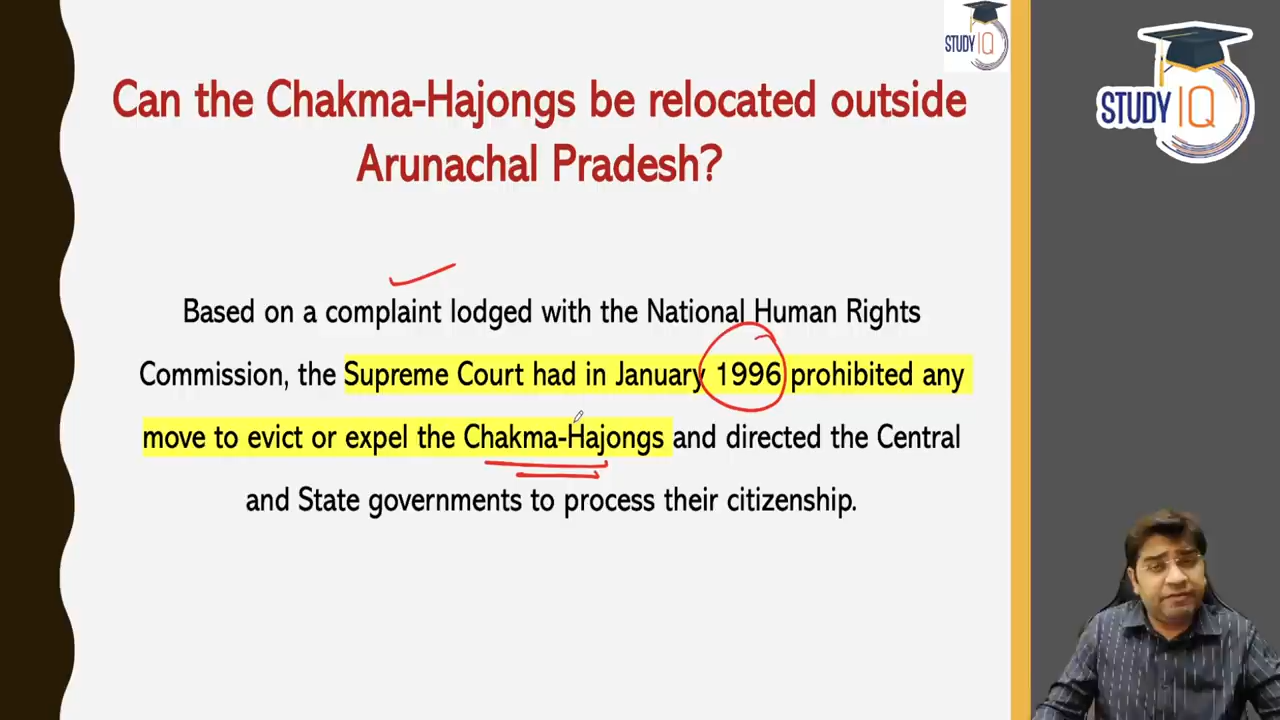 STUDY IQ
STUDY IQ
Can the Chakma-Hajongs be relocated outside
Arunachal Pradesh?
Based on a complaint lodged with the National Human Rights
Commission, the Supreme Court had in January 1996 prohibited any
move to evict or expel the Chakma-Hajongs and directed the Central
and State governments to process their citizenship.